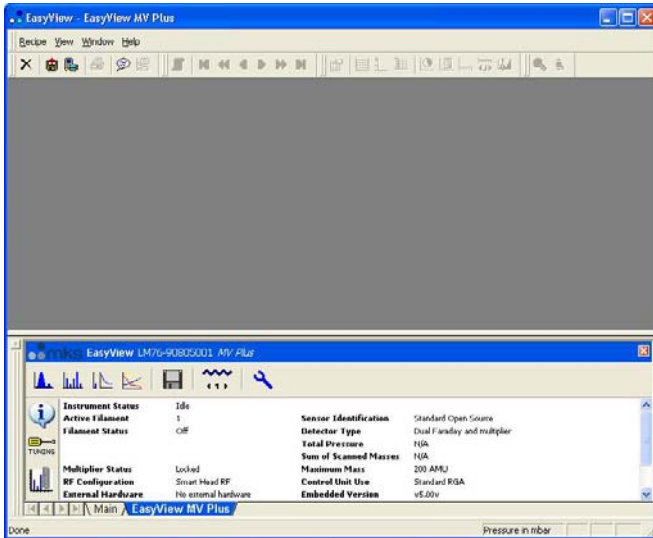 EasyView - EasyView MV Plus
Recipe View Window Help
mks EasyView LM76-90805001 MV Plus
Instrument Status Idle
Active Filament 1 Sensor Identification Standard Open Source
Filament Status Off Detector Type Dual Faraday and multiplier
Total Pressure N/A
TUNING
Sum of Scanned Masses N/A
Multiplier Status Locked Maximum Mass 200 AMU
RF Configuration Smart Head RF Control Unit Use Standard RGA
External Hardware No external hardware Embedded Version v5.00v
Main EasyView MV Plus
Done Pressure in mbar